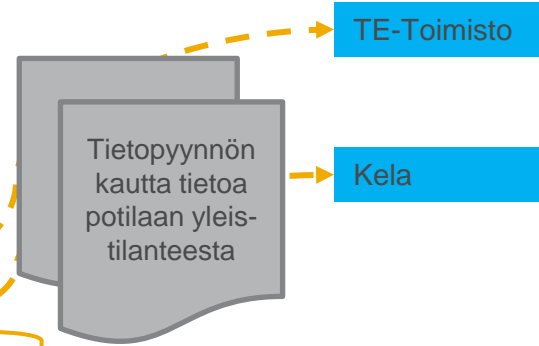 TE-Toimisto
Tietopyynnön
kautta tietoa
potilaan yleis-
tilanteesta
Kela